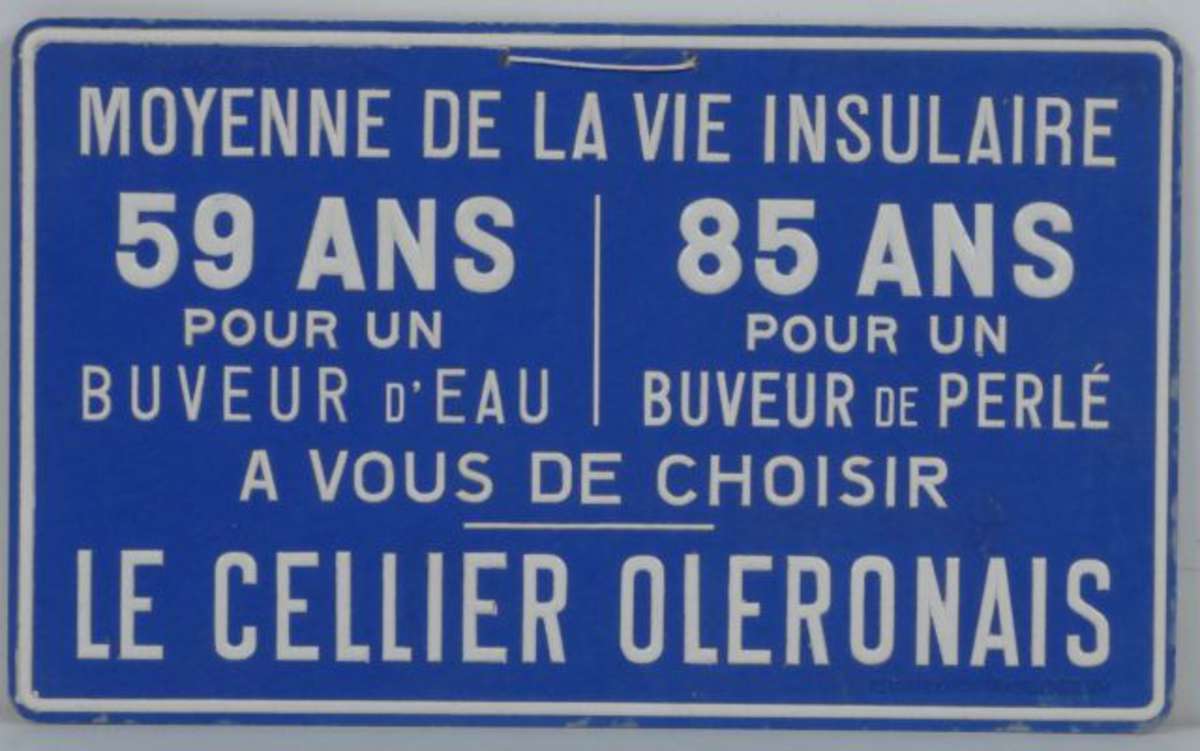 MOYENNE DE LA VIE INSULAIRE
59 ANS
POUR UN
BUVEUR D'EAU
85 ANS
POUR UN
BUVEUR DE PERLÉ
A VOUS DE CHOISIR
LE CELLIER OLERONAIS